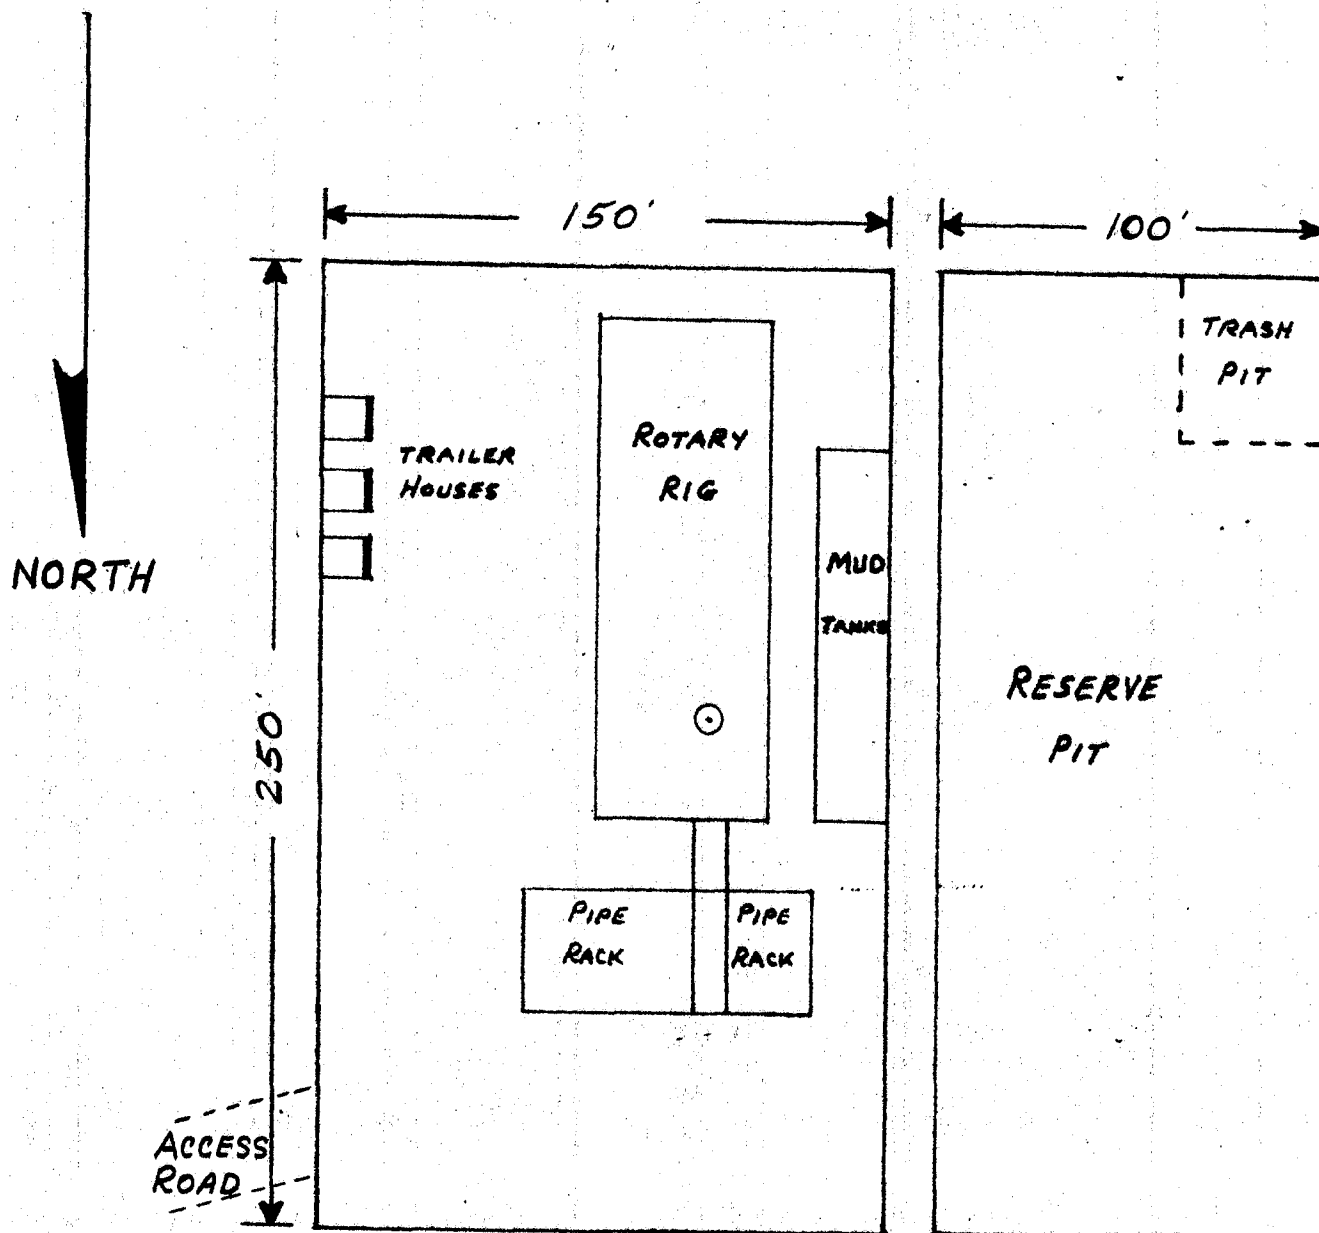 150'
100'
TRASH
PIT
ROTARY
RIG
TRAILER
HOUSES
MUD
TANKS
NORTH
RESERVE
PIT
250'
PIPE
RACK
PIPE
RACK
ACCESS
ROAD